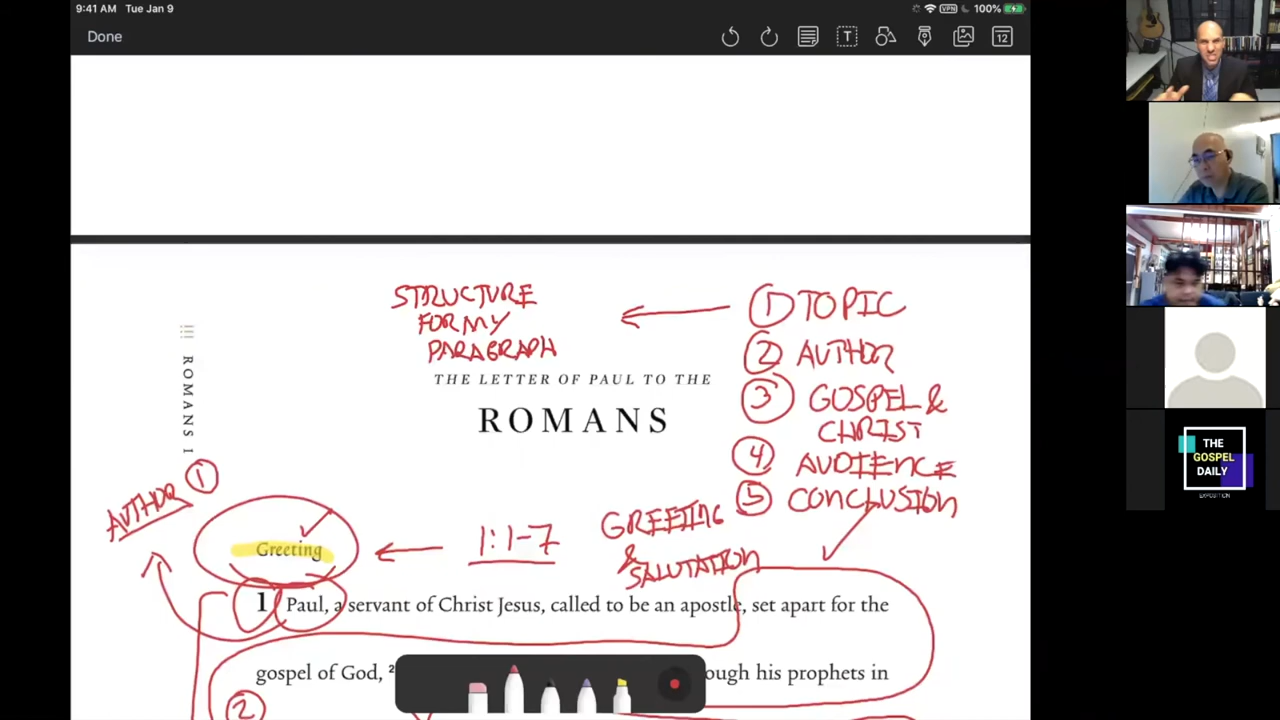 9:41 AM Tue Jan 9
VPN
100%
Done
T
12
STRUCTURE
FOR MY
PARAGRAPH
1 TOPIC
2 AUTHOR
3 GOSPEL &
CHRIST
4 AUDIENCE
5 CONCLUSION
THE LETTER OF PAUL TO THE
ROMANS
ROMANS 1
AUTHOR 1
Greeting
1:1-7
GREETING
&
SALUTATION
1 Paul, a servant of Christ Jesus, called to be an apostle, set apart for the
gospel of God, 2 ough his prophets in
2
THE
GOSPEL
DAILY
EXPOSITION